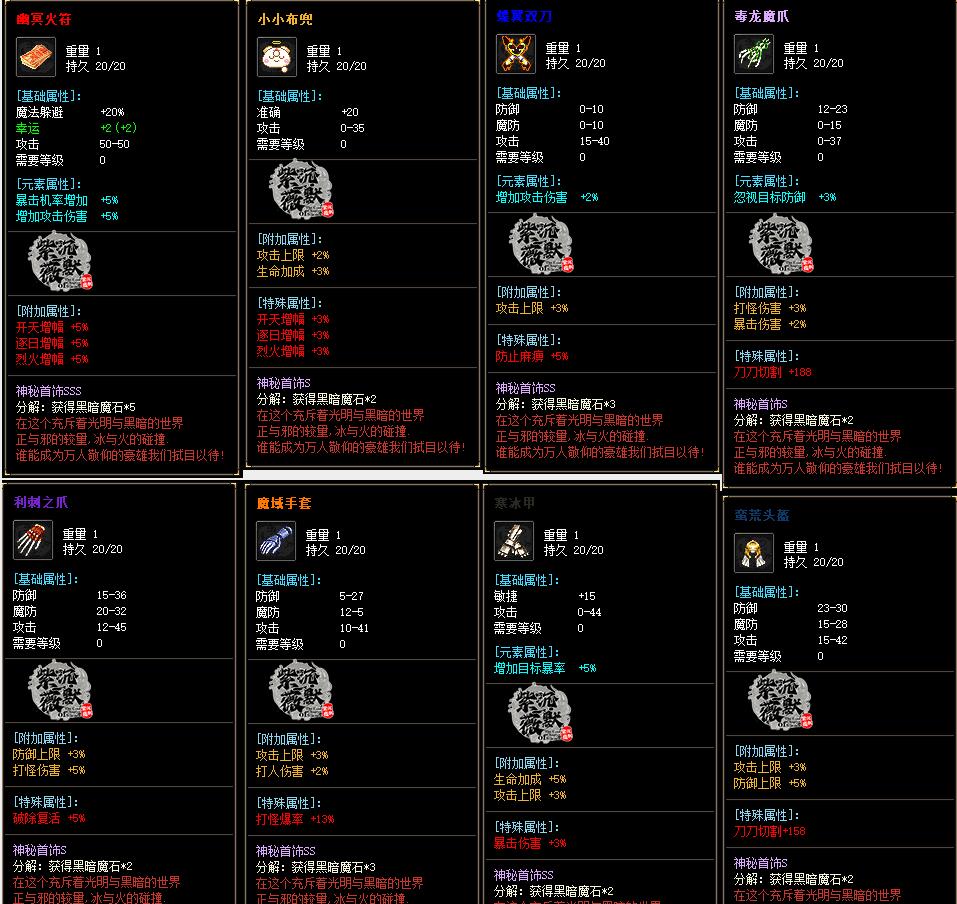 幽冥火符
重量 1
持久 20/20
[基础属性]:
魔法躲避 +20%
幸运 +2(+2)
攻击 50-50
需要等级 0
[元素属性]:
暴击机率增加 +5%
增加攻击伤害 +5%
[附加属性]:
开天增幅 +5%
逐日增幅 +5%
烈火增幅 +5%
神秘首饰SSS
分解: 获得黑暗魔石*5
在这个充斥着光明与黑暗的世界
正与邪的较量,冰与火的碰撞.
谁能成为万人敬仰的豪雄我们拭目以待!
小小布兜
重量 1
持久 20/20
[基础属性]:
准确 +20
攻击 0-35
需要等级 0
[附加属性]:
攻击上限 +2%
生命加成 +3%
[特殊属性]:
开天增幅 +3%
逐日增幅 +3%
烈火增幅 +3%
神秘首饰S
分解: 获得黑暗魔石*2
在这个充斥着光明与黑暗的世界
正与邪的较量,冰与火的碰撞.
谁能成为万人敬仰的豪雄我们拭目以待!
双刀
重量 1
持久 20/20
[基础属性]:
防御 0-10
魔防 0-10
攻击 15-40
需要等级 0
[元素属性]:
增加攻击伤害 +2%
[附加属性]:
攻击上限 +3%
[特殊属性]:
防止麻痹 +5%
神秘首饰SS
分解: 获得黑暗魔石*3
在这个充斥着光明与黑暗的世界
正与邪的较量,冰与火的碰撞.
谁能成为万人敬仰的豪雄我们拭目以待!
毒龙魔爪
重量 1
持久 20/20
[基础属性]:
防御 12-23
魔防 0-15
攻击 0-37
需要等级 0
[元素属性]:
忽视目标防御 +3%
[附加属性]:
打怪伤害 +3%
暴击伤害 +2%
[特殊属性]:
刀刀切割 +188
神秘首饰S
分解: 获得黑暗魔石*2
在这个充斥着光明与黑暗的世界
正与邪的较量,冰与火的碰撞.
谁能成为万人敬仰的豪雄我们拭目以待!
利刺之爪
重量 1
持久 20/20
[基础属性]:
防御 15-36
魔防 20-32
攻击 12-45
需要等级 0
[附加属性]:
防御上限 +3%
打怪伤害 +5%
[特殊属性]:
破除复活 +5%
神秘首饰S
分解: 获得黑暗魔石*2
在这个充斥着光明与黑暗的世界
正与邪的较量,冰与火的碰撞.
魔域手套
重量 1
持久 20/20
[基础属性]:
防御 5-27
魔防 12-5
攻击 10-41
需要等级 0
[附加属性]:
攻击上限 +3%
打人伤害 +2%
[特殊属性]:
打怪爆率 +13%
神秘首饰SS
分解: 获得黑暗魔石*3
在这个充斥着光明与黑暗的世界
正与邪的较量,冰与火的碰撞.
寒冰甲
重量 1
持久 20/20
[基础属性]:
敏捷 +15
攻击 0-44
需要等级 0
[元素属性]:
增加目标暴率 +5%
[附加属性]:
生命加成 +5%
攻击上限 +3%
[特殊属性]:
暴击伤害 +3%
神秘首饰SS
分解: 获得黑暗魔石*2
在这个充斥着光明与黑暗的世界
蛮荒头盔
重量 1
持久 20/20
[基础属性]:
防御 23-30
魔防 15-28
攻击 15-42
需要等级 0
[附加属性]:
攻击上限 +3%
防御上限 +5%
[特殊属性]:
刀刀切割+158
神秘首饰S
分解: 获得黑暗魔石*2
在这个充斥着光明与黑暗的世界